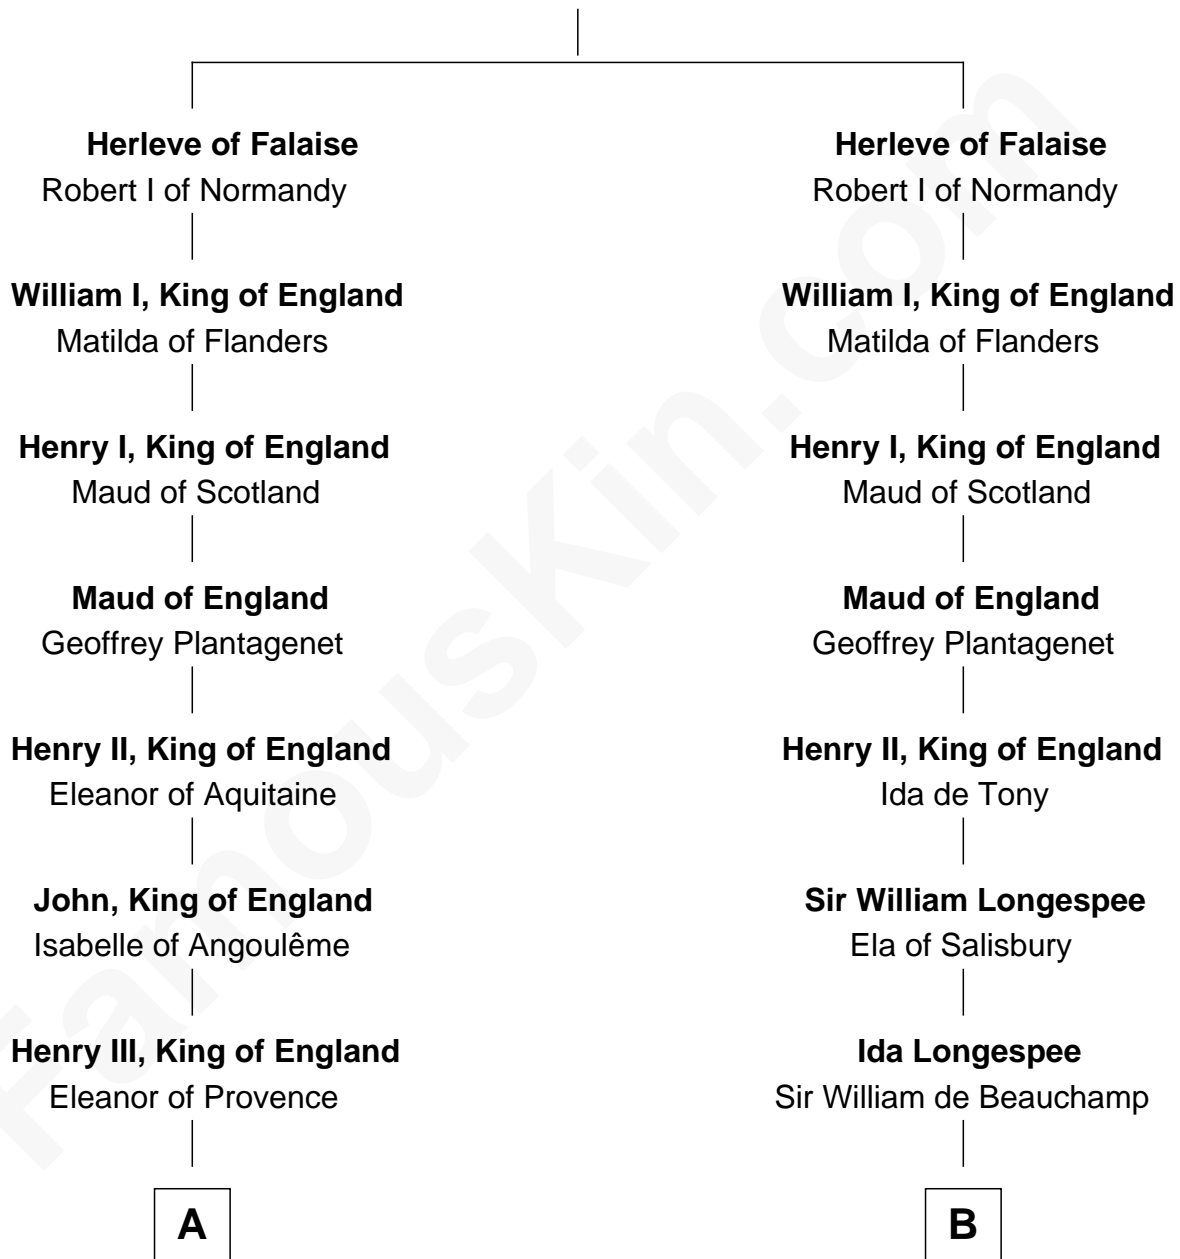 Herleve of Falaise
Robert I of Normandy
William I, King of England
Matilda of Flanders
Henry I, King of England
Maud of Scotland
Maud of England
Geoffrey Plantagenet
Henry II, King of England
Eleanor of Aquitaine
John, King of England
Isabelle of Angoulême
Henry III, King of England
Eleanor of Provence
A
Herleve of Falaise
Robert I of Normandy
William I, King of England
Matilda of Flanders
Henry I, King of England
Maud of Scotland
Maud of England
Geoffrey Plantagenet
Henry II, King of England
Ida de Tony
Sir William Longespee
Ela of Salisbury
Ida Longespee
Sir William de Beauchamp
B
FamousKin.com